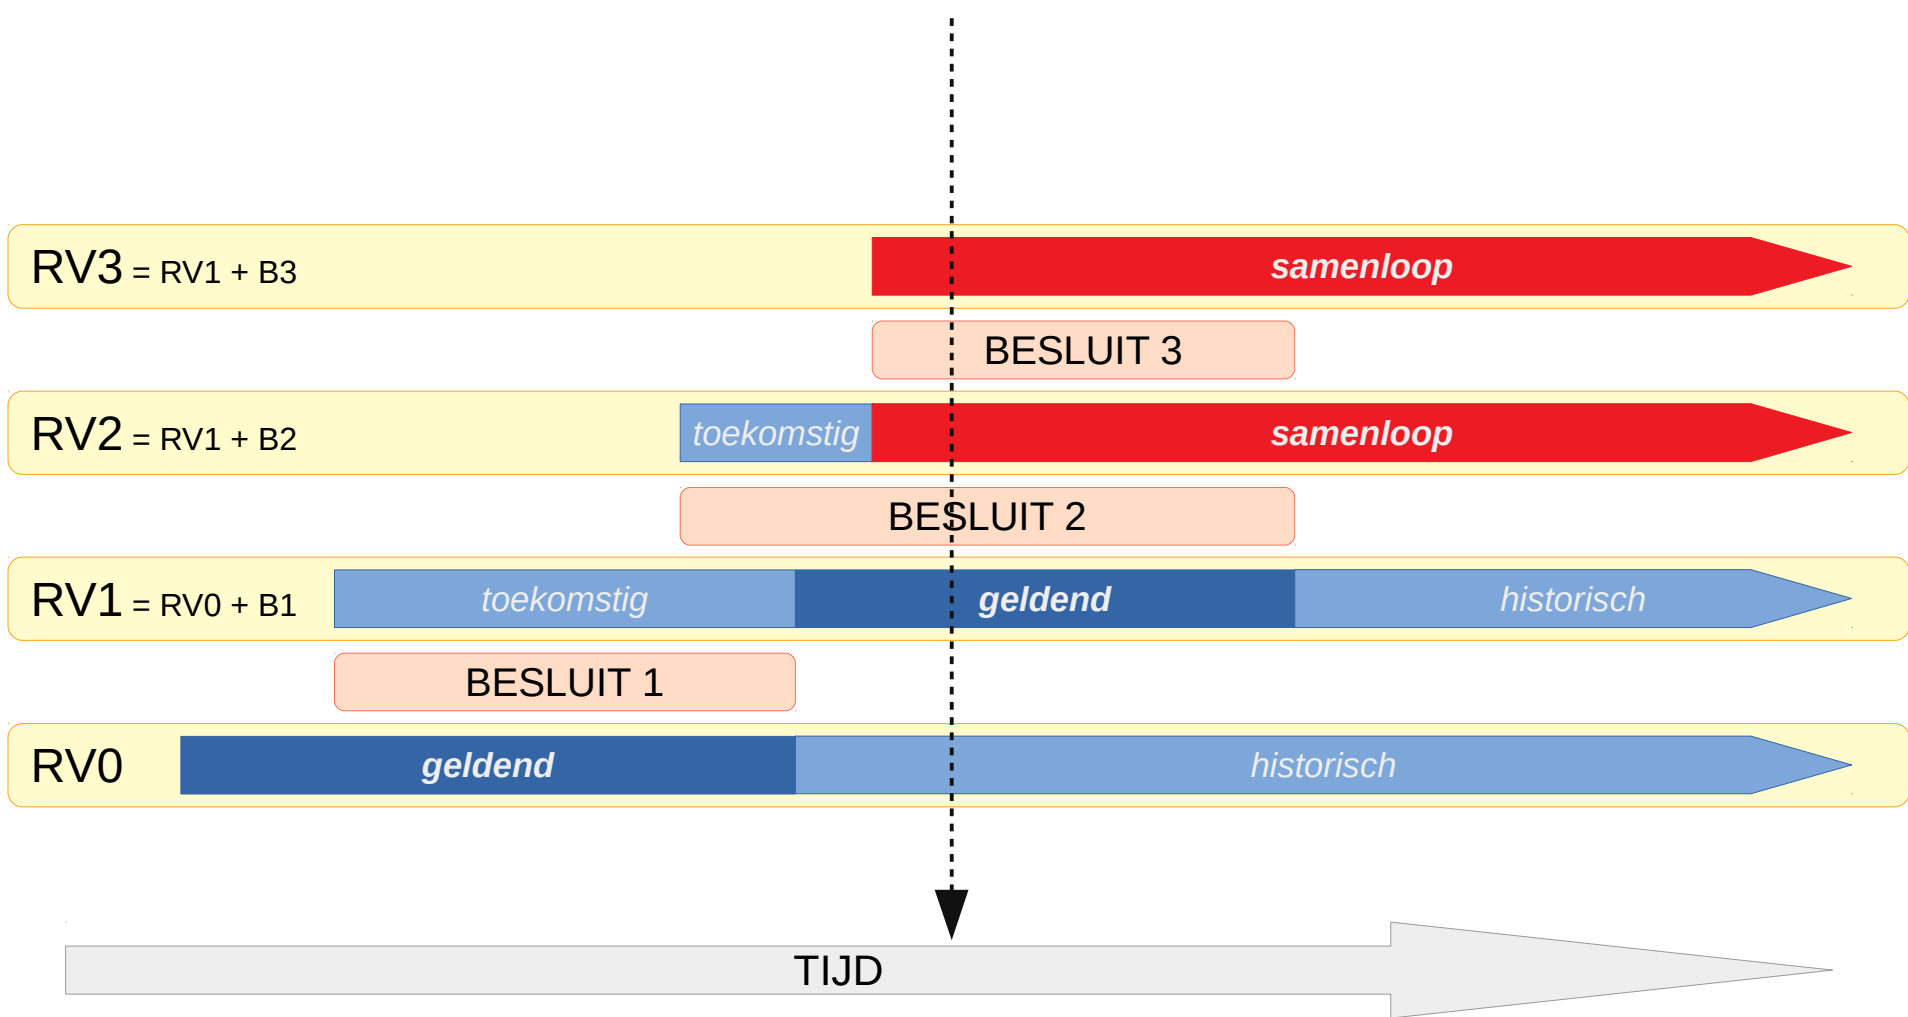 RV3 = RV1 + B3 samenloop
BESLUIT 3
RV2 = RV1 + B2 toekomstig samenloop
BESLUIT 2
RV1 = RV0 + B1 toekomstig geldend historisch
BESLUIT 1
RV0 geldend historisch
TIJD